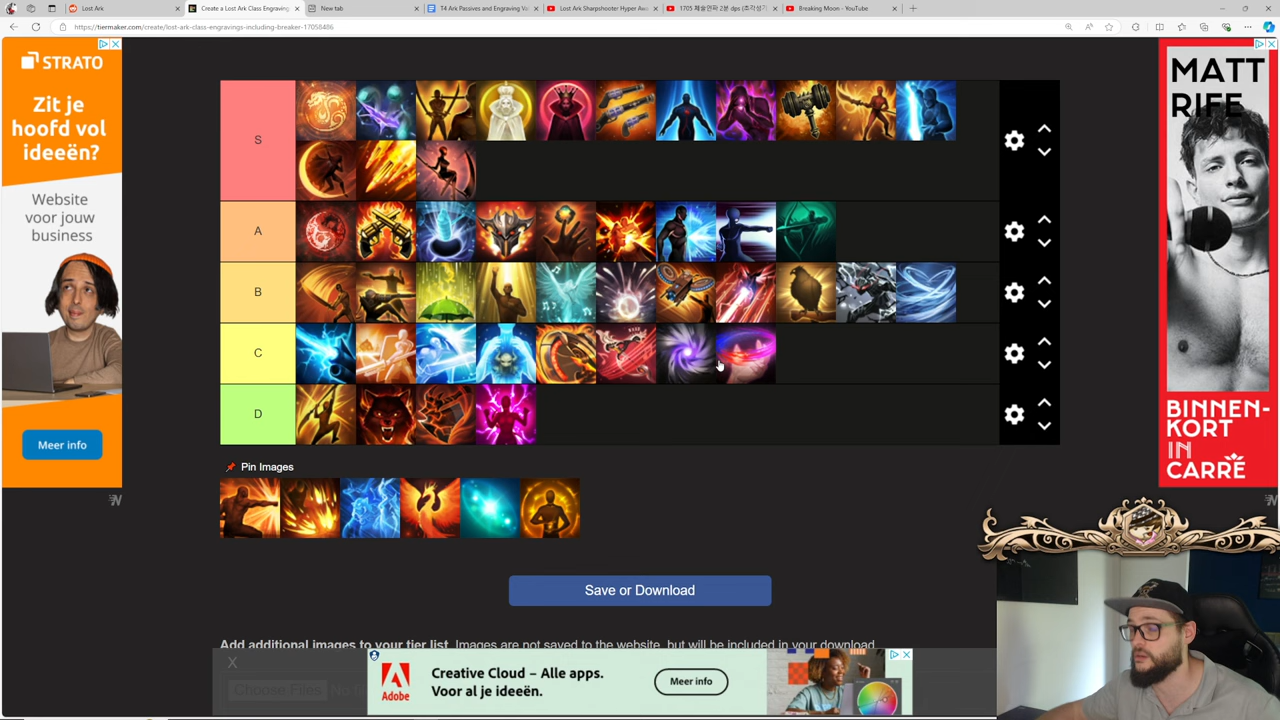 Lost Ark
Create a Lost Ark Class Engraving
New tab
T4 Ark Passives and Engraving Va
Lost Ark Sharpshooter Hyper Awa
Breaking Moon - YouTube
https://tiermaker.com/create/lost-ark-class-engravings-including-breaker-17058486
STRATO
Zit je
hoofd vol
ideeën?
Website
voor jouw
business
Meer info
S
A
B
C
D
Pin Images
Save or Download
Add additional images to your tier list. Images are not saved to the website, but will be included in your download.
X
Choose Files
Creative Cloud – Alle apps.
Voor al je ideeën.
Meer info
Adobe
MATT
RIFE
BINNEN-
KORT
IN
CARRÉ